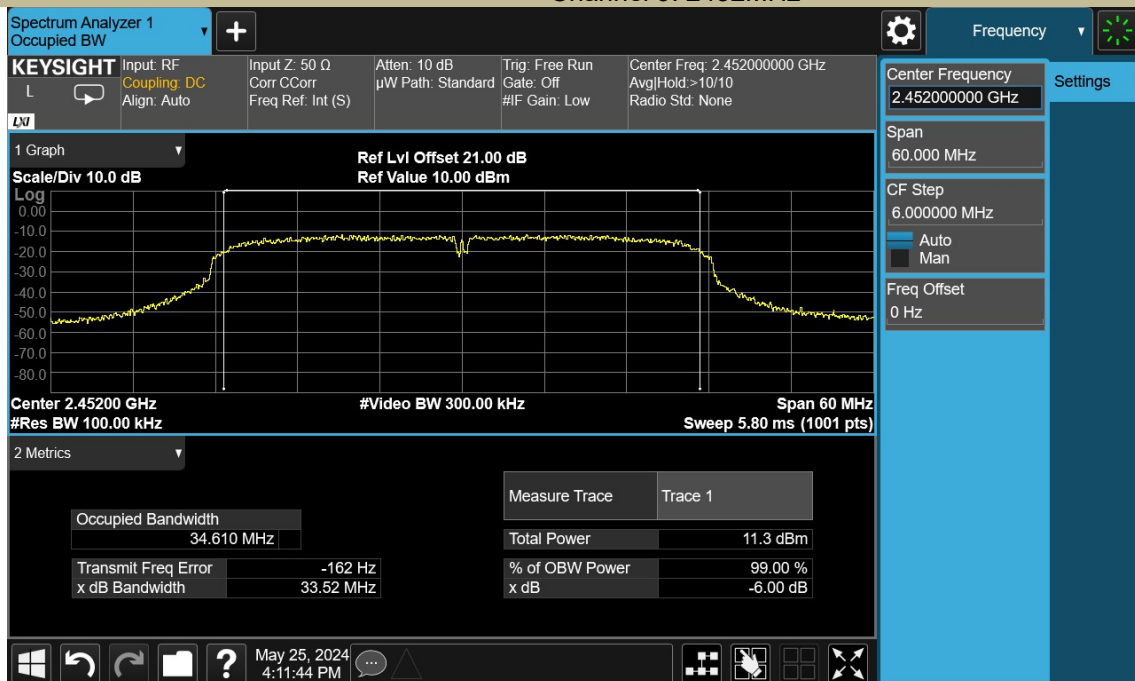 Spectrum Analyzer 1
Occupied BW
Frequency
KEYSIGHT
L
LXI
Input: RF
Coupling: DC
Align: Auto
Input Z: 50 Ω
Corr CCorr
Freq Ref: Int (S)
Atten: 10 dB
µW Path: Standard
Trig: Free Run
Gate: Off
#IF Gain: Low
Center Freq: 2.452000000 GHz
Avg|Hold:>10/10
Radio Std: None
Center Frequency
2.452000000 GHz
Settings
Span
60.000 MHz
CF Step
6.000000 MHz
Auto
Man
Freq Offset
0 Hz
1 Graph
Scale/Div 10.0 dB
Ref Lvl Offset 21.00 dB
Ref Value 10.00 dBm
Log
0.00
-10.0
-20.0
-30.0
-40.0
-50.0
-60.0
-70.0
-80.0
Center 2.45200 GHz
#Video BW 300.00 kHz
Span 60 MHz
#Res BW 100.00 kHz
Sweep 5.80 ms (1001 pts)
2 Metrics
Measure Trace
Trace 1
Occupied Bandwidth
34.610 MHz
Total Power
11.3 dBm
Transmit Freq Error
-162 Hz
% of OBW Power
99.00 %
x dB Bandwidth
33.52 MHz
x dB
-6.00 dB
?
May 25, 2024
4:11:44 PM